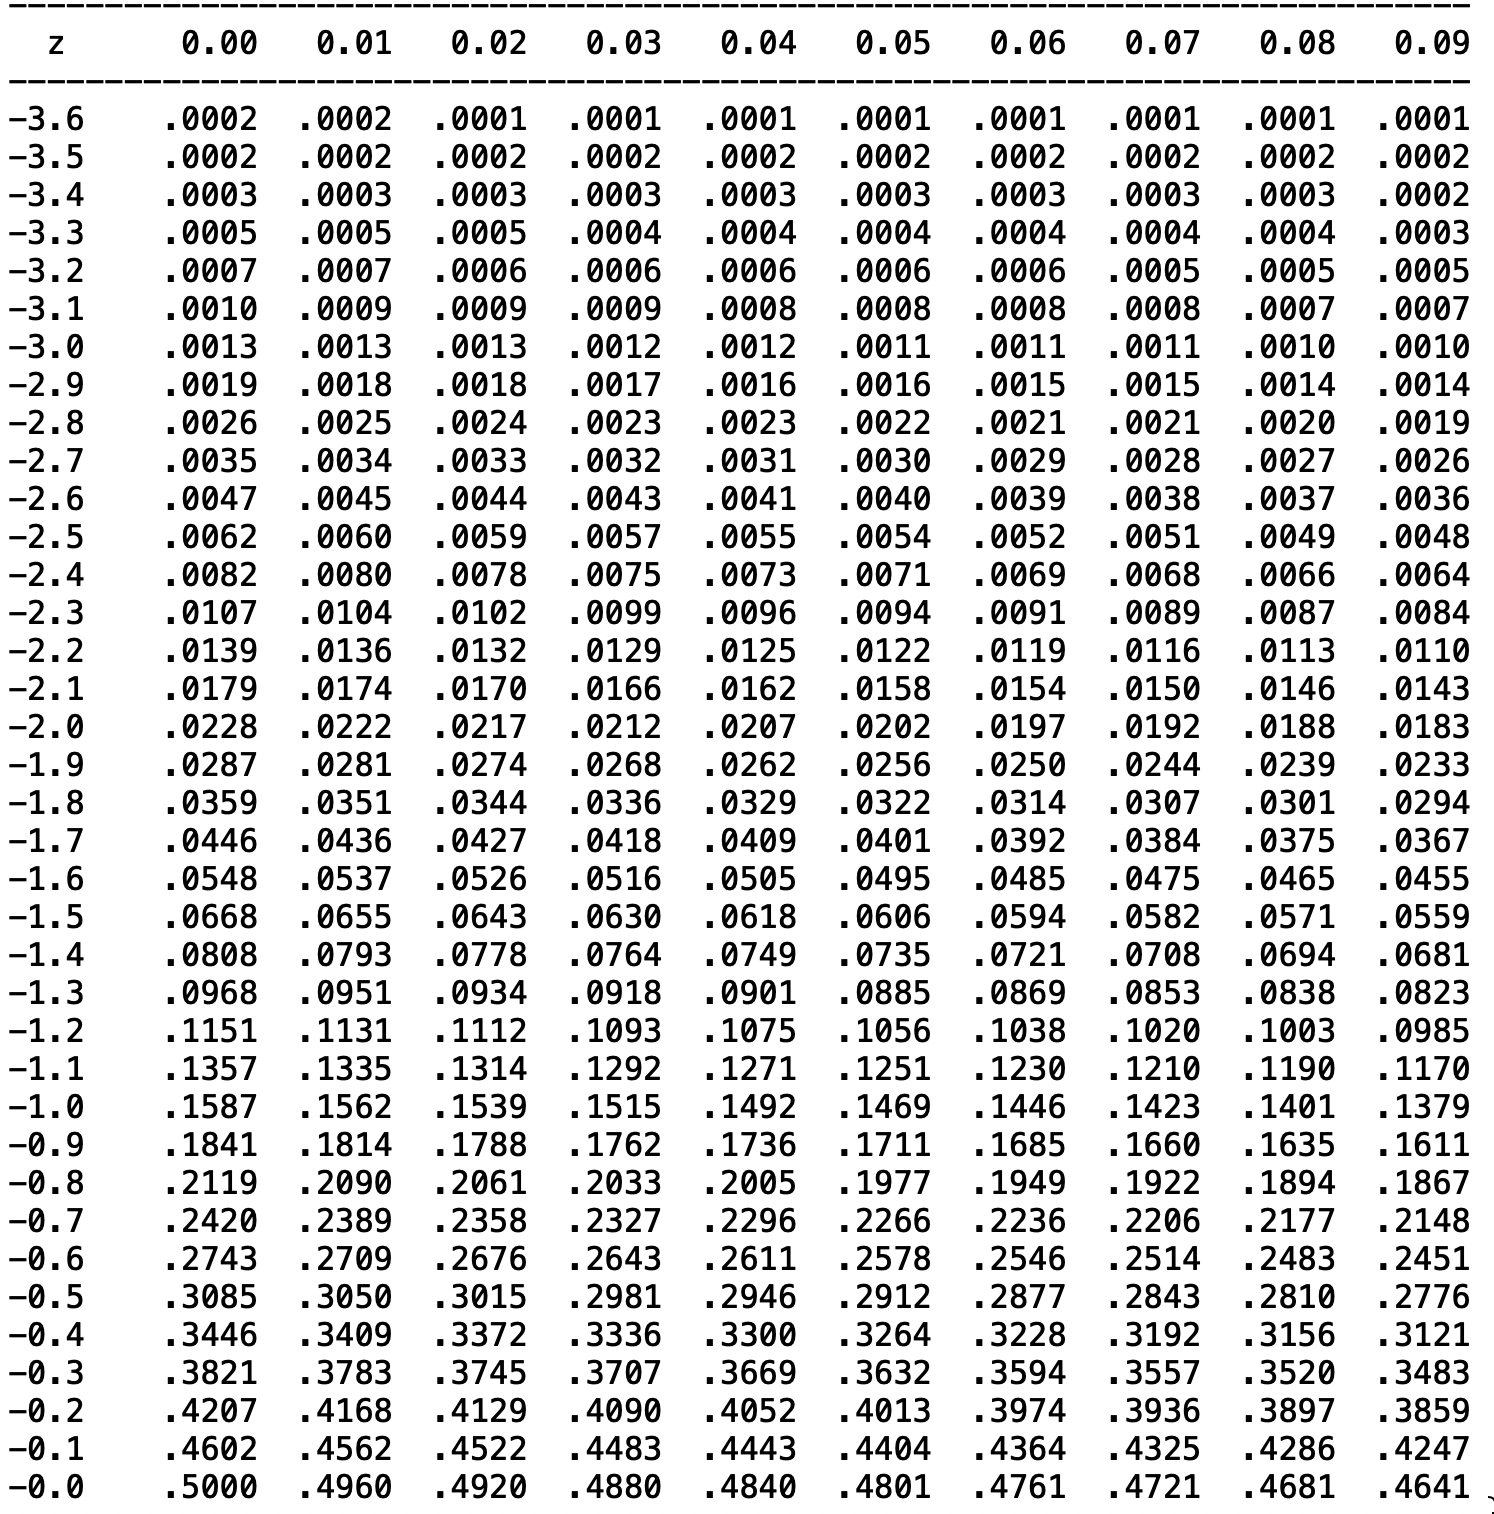 z 0.00 0.01 0.02 0.03 0.04 0.05 0.06 0.07 0.08 0.09
-3.6 .0002 .0002 .0001 .0001 .0001 .0001 .0001 .0001 .0001 .0001
-3.5 .0002 .0002 .0002 .0002 .0002 .0002 .0002 .0002 .0002 .0002
-3.4 .0003 .0003 .0003 .0003 .0003 .0003 .0003 .0003 .0003 .0002
-3.3 .0005 .0005 .0005 .0004 .0004 .0004 .0004 .0004 .0004 .0003
-3.2 .0007 .0007 .0006 .0006 .0006 .0006 .0006 .0005 .0005 .0005
-3.1 .0010 .0009 .0009 .0009 .0008 .0008 .0008 .0008 .0007 .0007
-3.0 .0013 .0013 .0013 .0012 .0012 .0011 .0011 .0011 .0010 .0010
-2.9 .0019 .0018 .0018 .0017 .0016 .0016 .0015 .0015 .0014 .0014
-2.8 .0026 .0025 .0024 .0023 .0023 .0022 .0021 .0021 .0020 .0019
-2.7 .0035 .0034 .0033 .0032 .0031 .0030 .0029 .0028 .0027 .0026
-2.6 .0047 .0045 .0044 .0043 .0041 .0040 .0039 .0038 .0037 .0036
-2.5 .0062 .0060 .0059 .0057 .0055 .0054 .0052 .0051 .0049 .0048
-2.4 .0082 .0080 .0078 .0075 .0073 .0071 .0069 .0068 .0066 .0064
-2.3 .0107 .0104 .0102 .0099 .0096 .0094 .0091 .0089 .0087 .0084
-2.2 .0139 .0136 .0132 .0129 .0125 .0122 .0119 .0116 .0113 .0110
-2.1 .0179 .0174 .0170 .0166 .0162 .0158 .0154 .0150 .0146 .0143
-2.0 .0228 .0222 .0217 .0212 .0207 .0202 .0197 .0192 .0188 .0183
-1.9 .0287 .0281 .0274 .0268 .0262 .0256 .0250 .0244 .0239 .0233
-1.8 .0359 .0351 .0344 .0336 .0329 .0322 .0314 .0307 .0301 .0294
-1.7 .0446 .0436 .0427 .0418 .0409 .0401 .0392 .0384 .0375 .0367
-1.6 .0548 .0537 .0526 .0516 .0505 .0495 .0485 .0475 .0465 .0455
-1.5 .0668 .0655 .0643 .0630 .0618 .0606 .0594 .0582 .0571 .0559
-1.4 .0808 .0793 .0778 .0764 .0749 .0735 .0721 .0708 .0694 .0681
-1.3 .0968 .0951 .0934 .0918 .0901 .0885 .0869 .0853 .0838 .0823
-1.2 .1151 .1131 .1112 .1093 .1075 .1056 .1038 .1020 .1003 .0985
-1.1 .1357 .1335 .1314 .1292 .1271 .1251 .1230 .1210 .1190 .1170
-1.0 .1587 .1562 .1539 .1515 .1492 .1469 .1446 .1423 .1401 .1379
-0.9 .1841 .1814 .1788 .1762 .1736 .1711 .1685 .1660 .1635 .1611
-0.8 .2119 .2090 .2061 .2033 .2005 .1977 .1949 .1922 .1894 .1867
-0.7 .2420 .2389 .2358 .2327 .2296 .2266 .2236 .2206 .2177 .2148
-0.6 .2743 .2709 .2676 .2643 .2611 .2578 .2546 .2514 .2483 .2451
-0.5 .3085 .3050 .3015 .2981 .2946 .2912 .2877 .2843 .2810 .2776
-0.4 .3446 .3409 .3372 .3336 .3300 .3264 .3228 .3192 .3156 .3121
-0.3 .3821 .3783 .3745 .3707 .3669 .3632 .3594 .3557 .3520 .3483
-0.2 .4207 .4168 .4129 .4090 .4052 .4013 .3974 .3936 .3897 .3859
-0.1 .4602 .4562 .4522 .4483 .4443 .4404 .4364 .4325 .4286 .4247
-0.0 .5000 .4960 .4920 .4880 .4840 .4801 .4761 .4721 .4681 .4641